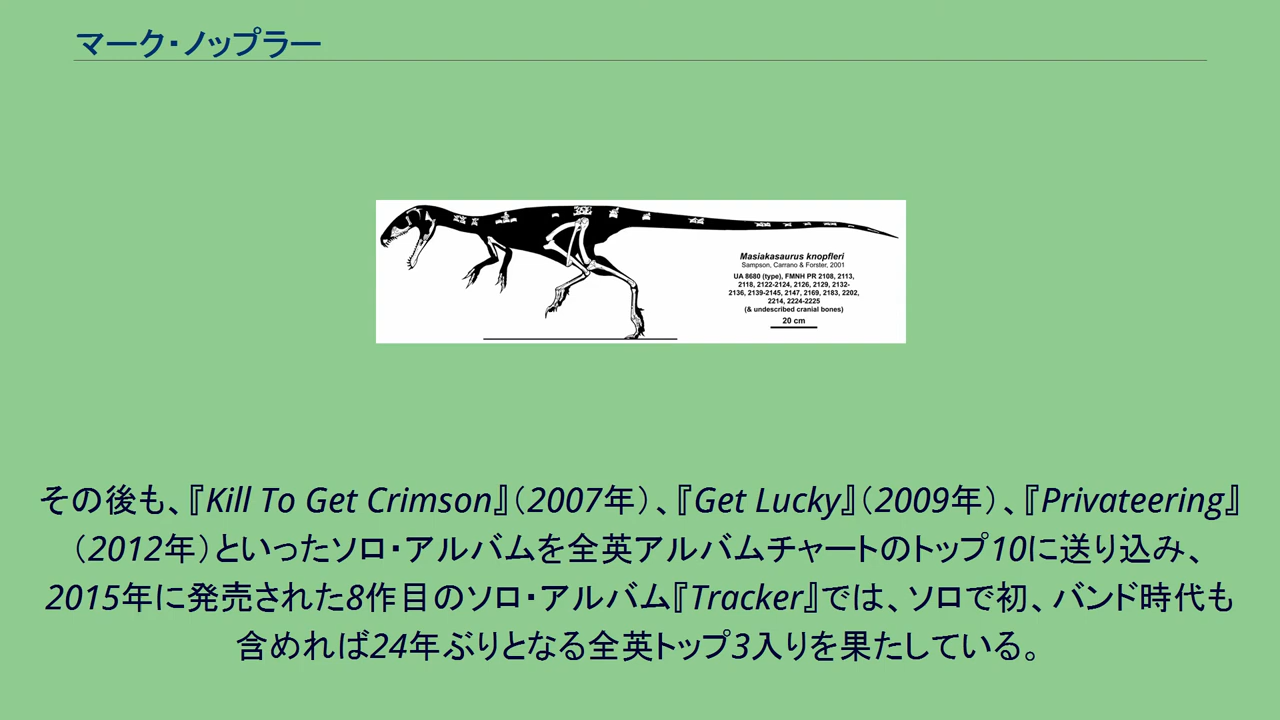 マーク・ノップラー
Masiakasaurus knopfleri
Sampson, Carrano & Forster, 2001
UA 8680 (type), FMNH PR 2108, 2113,
2118, 2122-2124, 2126, 2129, 2132-
2136, 2139-2145, 2147, 2169, 2183, 2202,
2214, 2224-2225
(& undescribed cranial bones)
20 cm
その後も、『Kill To Get Crimson』（2007年）、『Get Lucky』（2009年）、『Privateering』
（2012年）といったソロ・アルバムを全英アルバムチャートのトップ10に送り込み、
2015年に発売された8作目のソロ・アルバム『Tracker』では、ソロで初、バンド時代も
含めれば24年ぶりとなる全英トップ3入りを果たしている。